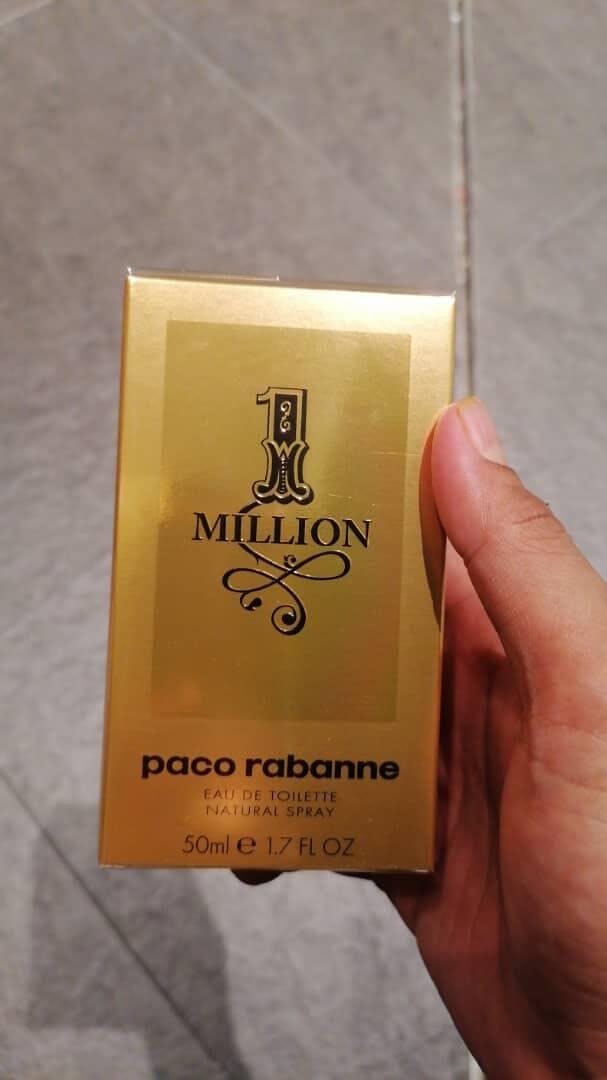 1
MILLION
paco rabanne
EAU DE TOILETTE
NATURAL SPRAY
50ml e 1.7 FL OZ